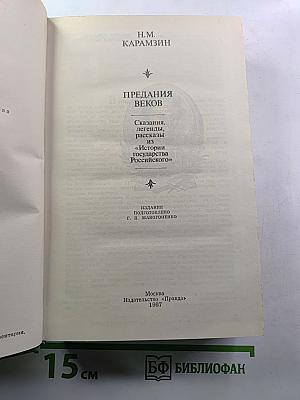 Н.М.
КАРАМЗИН
ПРЕДАНИЯ
ВЕКОВ
Сказания,
легенды,
рассказы
из
«Истории
государства
Российского»
ИЗДАНИЕ
ПОДГОТОВЛЕНО
Г. П. МАКОГОНЕНКО
Москва
Издательство «Правда»
1987
15 см
БФ БИБЛИОФАН